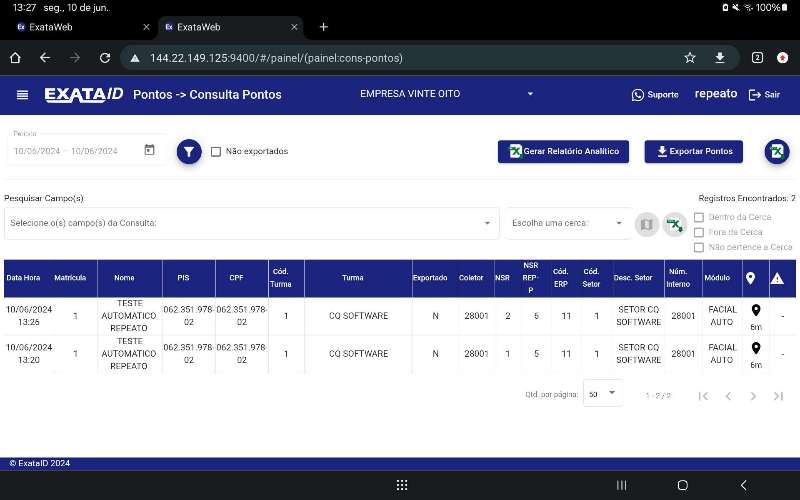 13:27 seg., 10 de jun.
100%
Ex ExataWeb
Ex ExataWeb
144.22.149.125:9400/#/painel/(painel:cons-pontos)
2
EXATAID Pontos -> Consulta Pontos EMPRESA VINTE OITO Suporte repeato Sair
Período
10/06/2024 – 10/06/2024
Não exportados
Gerar Relatório Analítico
Exportar Pontos
Pesquisar Campo(s)
Registros Encontrados: 2
Selecione o(s) campo(s) da Consulta:
Escolha uma cerca:
Dentro da Cerca
Fora da Cerca
Não pertence a Cerca
Data Hora Matrícula Nome PIS CPF Cód. Turma Turma Exportado Coletor NSR NSR REP-P Cód. ERP Cód. Setor Desc. Setor Núm. Interno Módulo
10/06/2024 13:26 1 TESTE AUTOMATICO REPEATO 062.351.978-02 062.351.978-02 1 CQ SOFTWARE N 28001 2 6 11 1 SETOR CQ SOFTWARE 28001 FACIAL AUTO 6m -
10/06/2024 13:20 1 TESTE AUTOMATICO REPEATO 062.351.978-02 062.351.978-02 1 CQ SOFTWARE N 28001 1 5 11 1 SETOR CQ SOFTWARE 28001 FACIAL AUTO 6m -
Qtd. por página: 50 1 - 2 / 2
© ExataID 2024